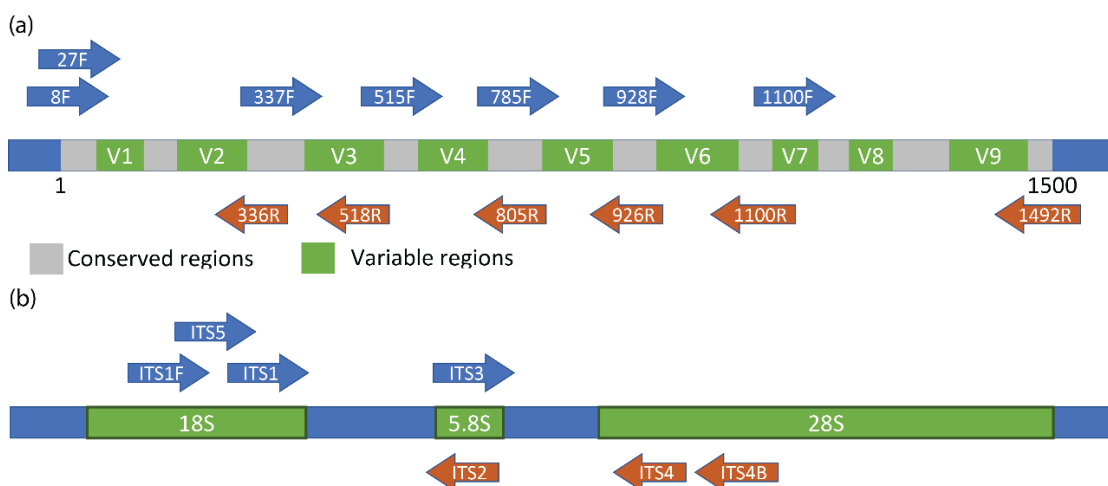 (a)
27F
8F 337F 515F 785F 928F 1100F
V1 V2 V3 V4 V5 V6 V7 V8 V9
1 1500
336R 518R 805R 926R 1100R 1492R
Conserved regions Variable regions
(b)
ITS5
ITS1F ITS1 ITS3
18S 5.8S 28S
ITS2 ITS4 ITS4B